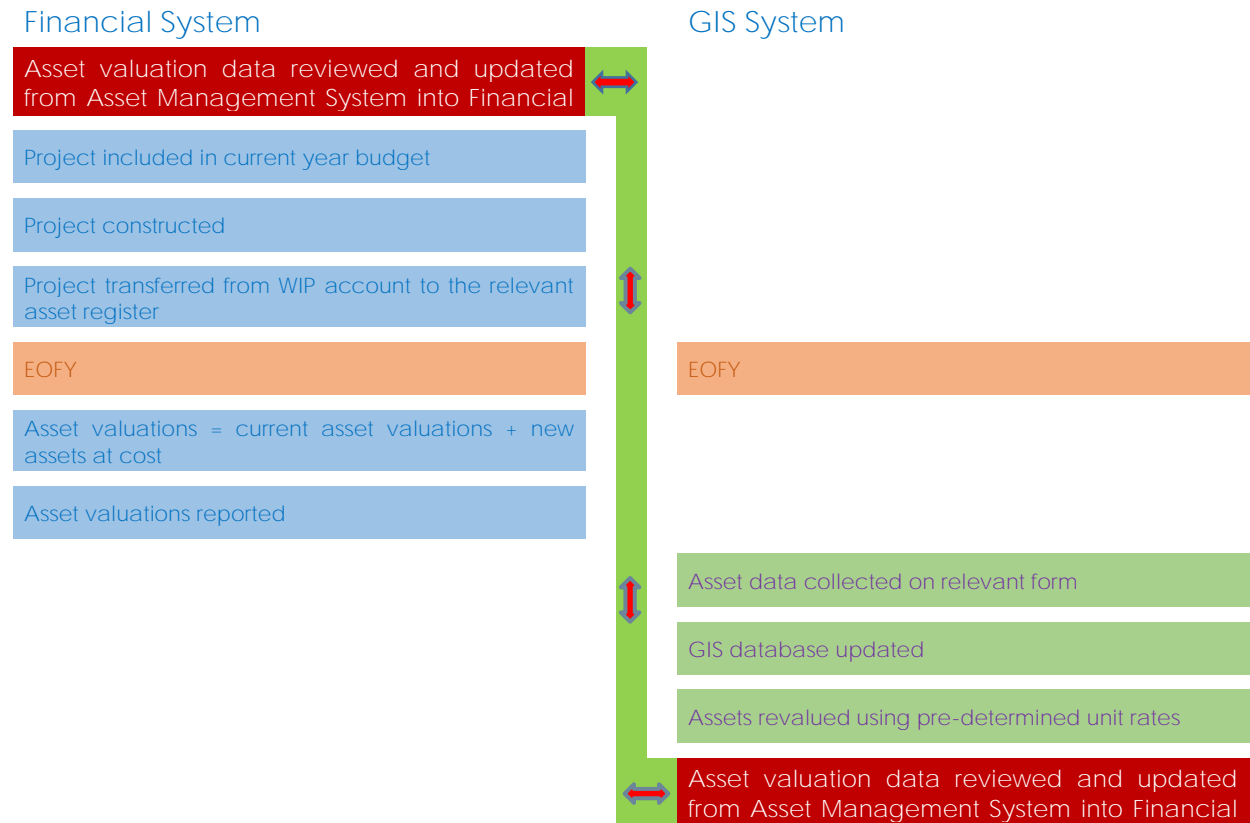 Financial System
GIS System
Asset valuation data reviewed and updated
from Asset Management System into Financial
Project included in current year budget
Project constructed
Project transferred from WIP account to the relevant
asset register
EOFY
EOFY
Asset valuations = current asset valuations + new
assets at cost
Asset valuations reported
Asset data collected on relevant form
GIS database updated
Assets revalued using pre-determined unit rates
Asset valuation data reviewed and updated
from Asset Management System into Financial